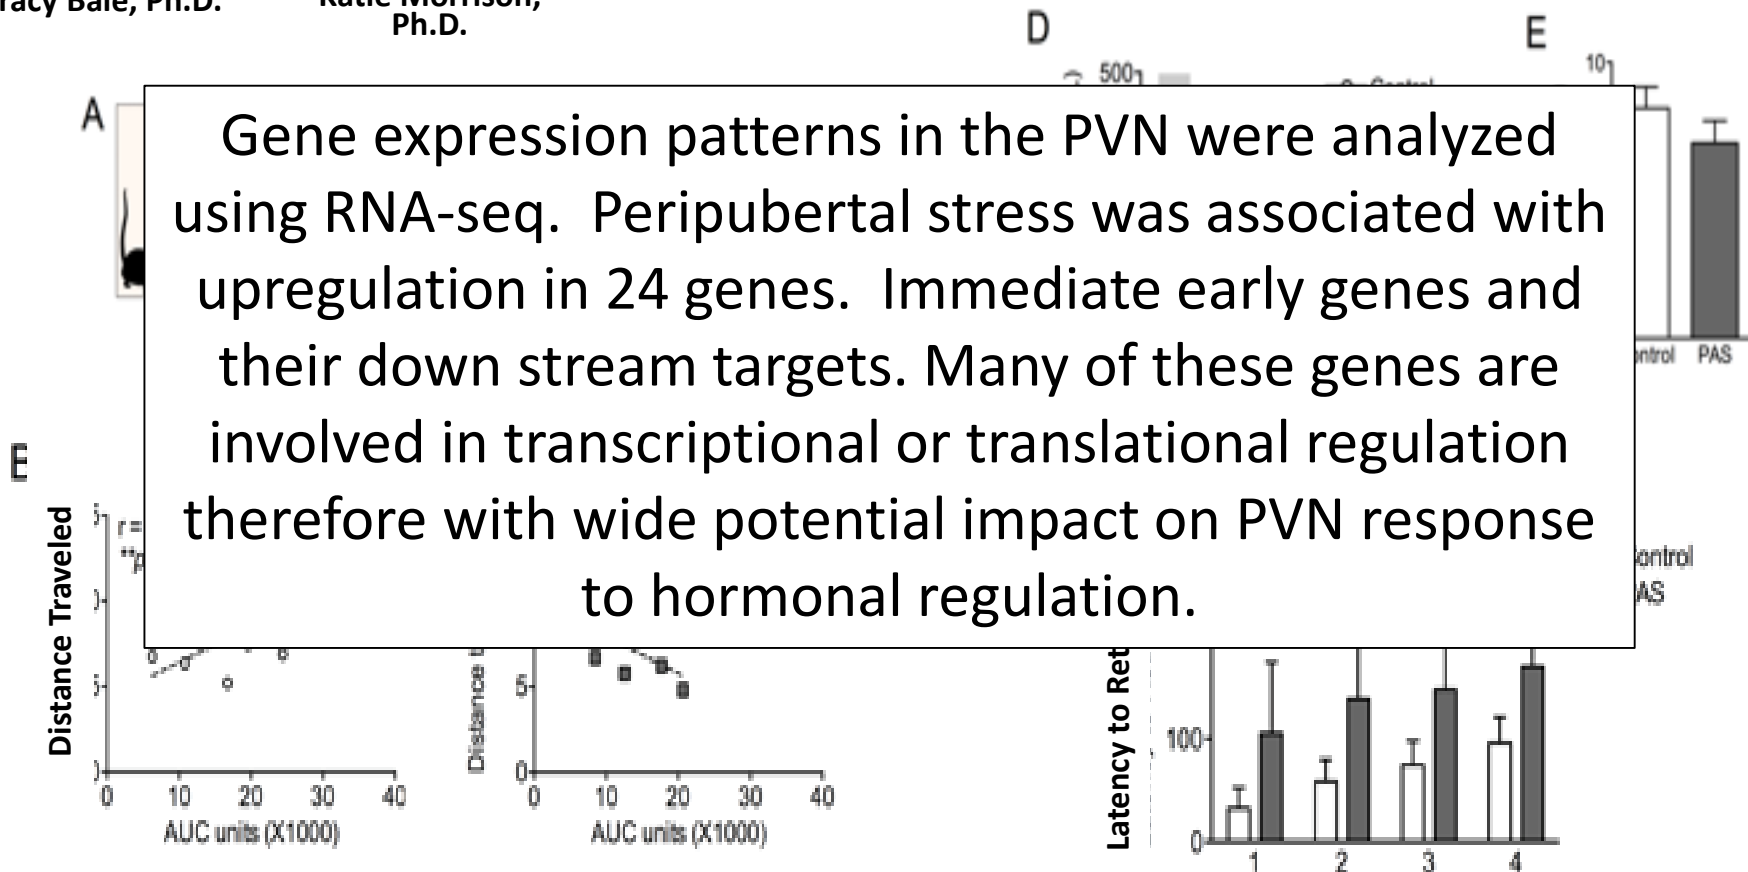 Bale, Ph.D.
Ph.D.
D
E
500
10
A
Gene expression patterns in the PVN were analyzed
using RNA-seq.  Peripubertal stress was associated with
upregulation in 24 genes.  Immediate early genes and
their down stream targets. Many of these genes are
involved in transcriptional or translational regulation
therefore with wide potential impact on PVN response
to hormonal regulation.
PAS
Distance Traveled
r=
5
0
0 10 20 30 40
AUC units (X1000)
5
0
0 10 20 30 40
AUC units (X1000)
Latency to
100
0
1 2 3 4